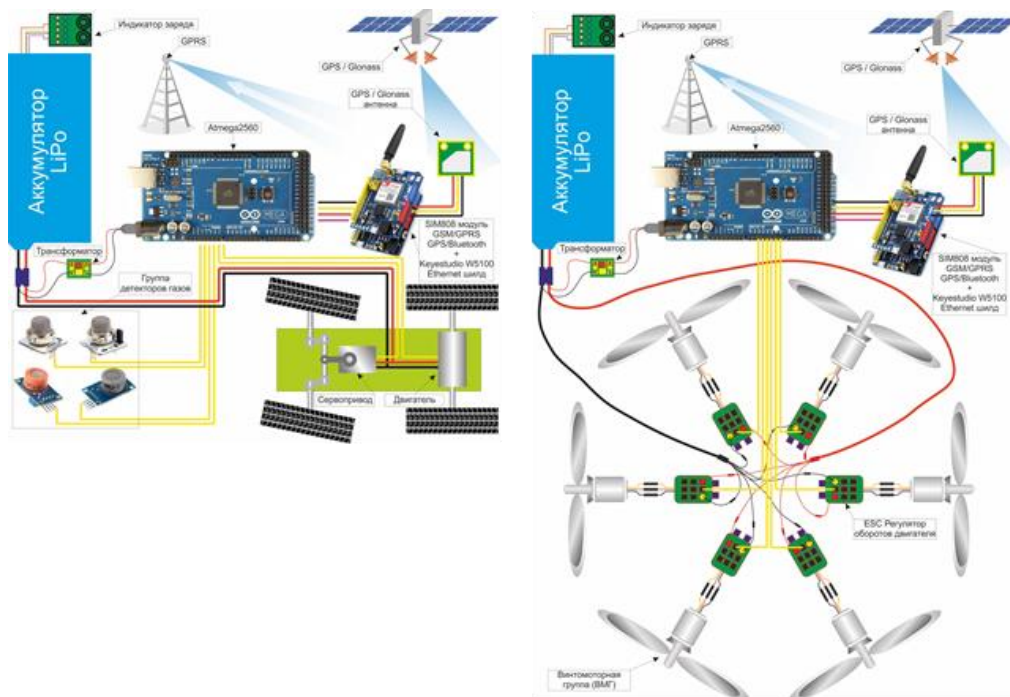 Индикатор заряда
GPRS
GPS / Glonass
GPS / Glonass
антенна
Atmega2560
Аккумулятор
LiPo
MEGA
SIM808 модуль
GSM/GPRS
GPS/Bluetooth
+
Keyestudio W5100
Ethernet шилд
Трансформатор
Группа
детекторов газов
Сервопривод
Двигатель
Индикатор заряда
GPRS
GPS / Glonass
GPS / Glonass
антенна
Atmega2560
Аккумулятор
LiPo
MEGA
SIM808 модуль
GSM/GPRS
GPS/Bluetooth
+
Keyestudio W5100
Ethernet шилд
Трансформатор
ESC Регулятор
оборотов двигателя
Винтомоторная
группа (ВМГ)